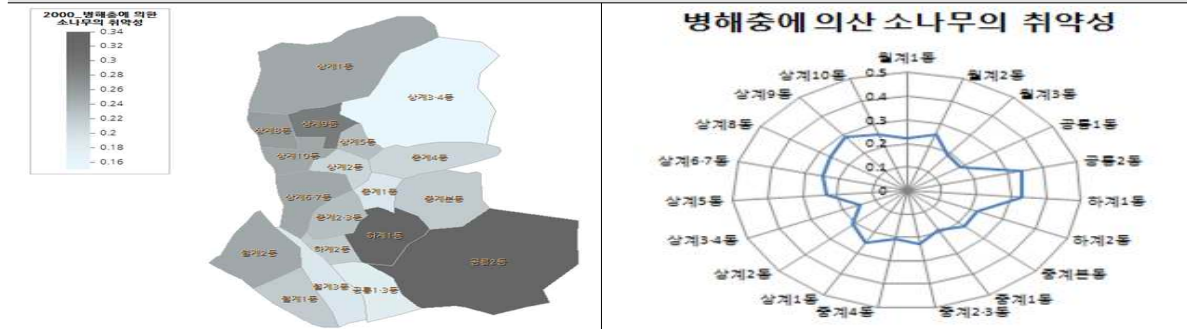 2000_병해충에 의한
소나무의 취약성
0.34
0.32
0.3
0.28
0.26
0.24
0.22
0.2
0.18
0.16
상계1동
상계3·4동
상계8동
상계9동
상계5동
상계10동
상계2동
중계4동
상계6·7동
중계1동
중계본동
중계2·3동
하계1동
하계2동
공릉2동
월계2동
월계3동
공릉1·3동
월계1동
병해충에 의산 소나무의 취약성
월계1동
월계2동
월계3동
공릉1동
공릉2동
하계1동
하계2동
중계본동
중계1동
중계2·3동
중계4동
상계1동
상계2동
상계3·4동
상계5동
상계6·7동
상계8동
상계9동
상계10동
0.5
0.4
0.3
0.2
0.1
0